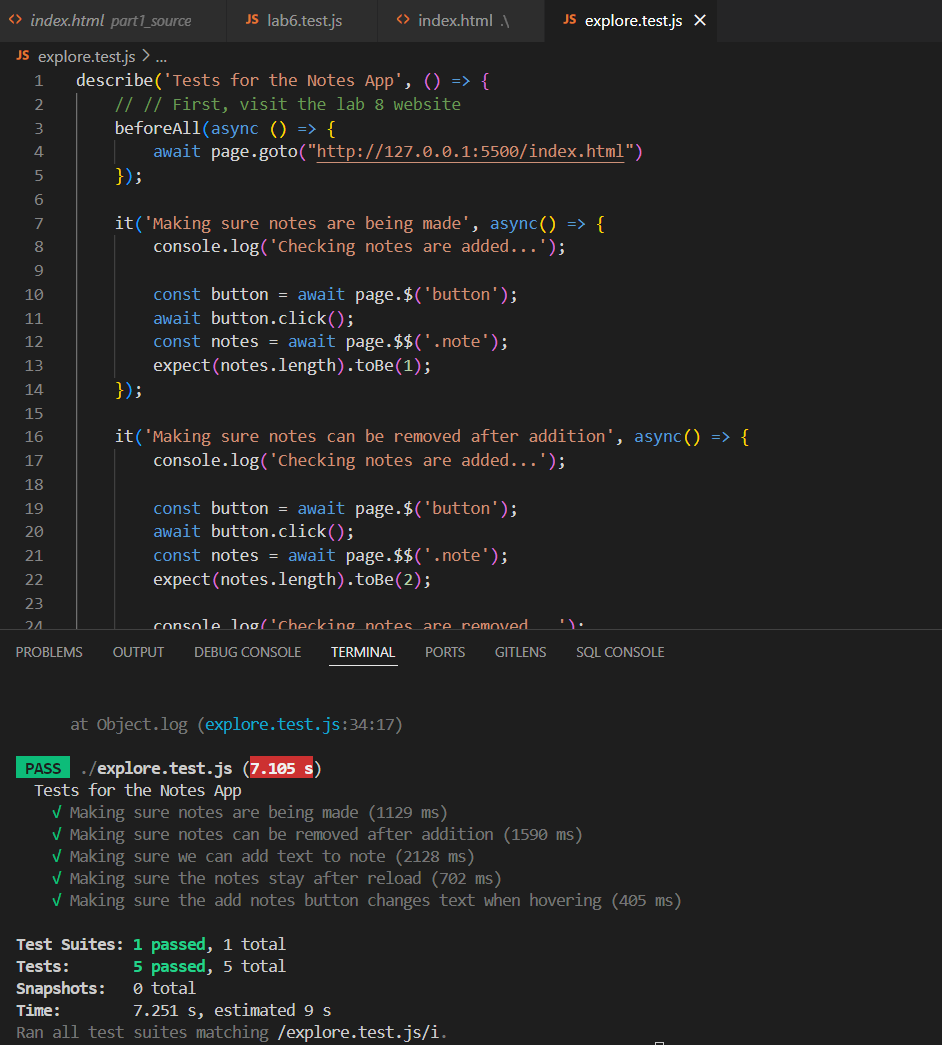 <> index.html part1_source JS lab6.test.js <> index.html .\ JS explore.test.js ×
JS explore.test.js > ...
1 describe('Tests for the Notes App', () => {
2 // // First, visit the lab 8 website
3 beforeAll(async () => {
4 await page.goto("http://127.0.0.1:5500/index.html")
5 });
6
7 it('Making sure notes are being made', async() => {
8 console.log('Checking notes are added...');
9
10 const button = await page.$('button');
11 await button.click();
12 const notes = await page.$$('.note');
13 expect(notes.length).toBe(1);
14 });
15
16 it('Making sure notes can be removed after addition', async() => {
17 console.log('Checking notes are added...');
18
19 const button = await page.$('button');
20 await button.click();
21 const notes = await page.$$('.note');
22 expect(notes.length).toBe(2);
23
24 console.log('Checking notes are removed...');
PROBLEMS OUTPUT DEBUG CONSOLE TERMINAL PORTS GITLENS SQL CONSOLE
at Object.log (explore.test.js:34:17)
PASS ./explore.test.js (7.105 s)
Tests for the Notes App
√ Making sure notes are being made (1129 ms)
√ Making sure notes can be removed after addition (1590 ms)
√ Making sure we can add text to note (2128 ms)
√ Making sure the notes stay after reload (702 ms)
√ Making sure the add notes button changes text when hovering (405 ms)
Test Suites: 1 passed, 1 total
Tests: 5 passed, 5 total
Snapshots: 0 total
Time: 7.251 s, estimated 9 s
Ran all test suites matching /explore.test.js/i.